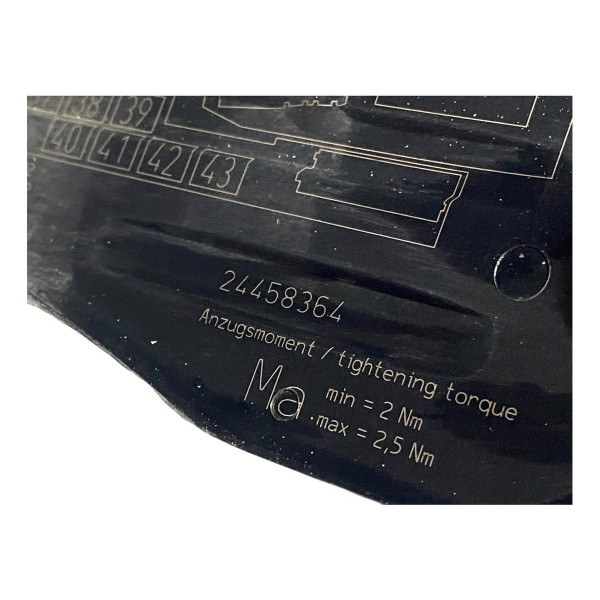 38 39
40 41 42 43
24458364
Anzugsmoment / tightening torque
Ma min = 2 Nm
max = 2,5 Nm